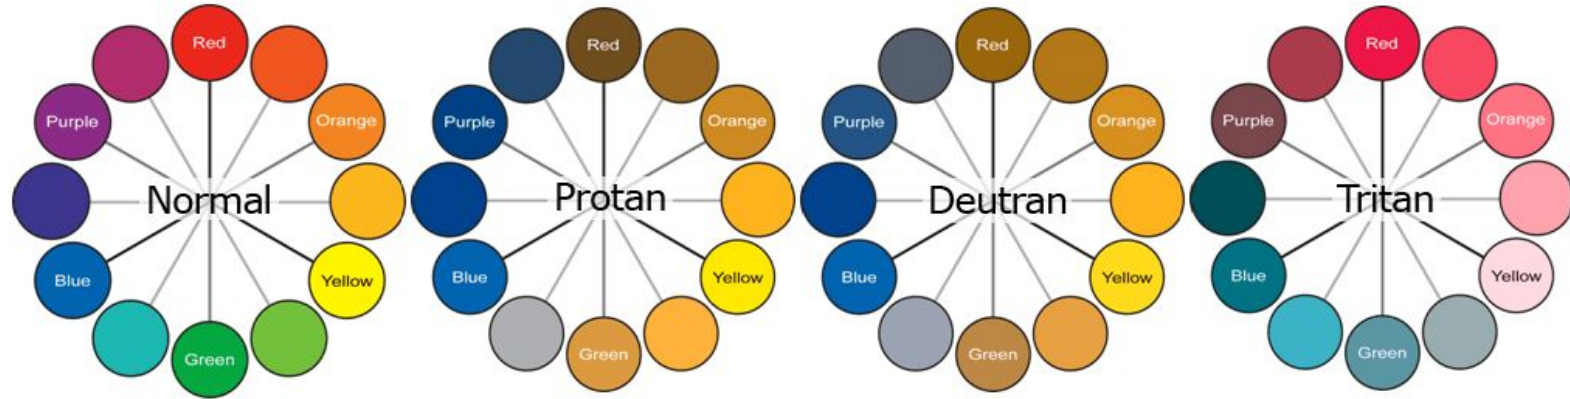 Red
Orange
Purple
Normal
Blue
Yellow
Green
Red
Orange
Purple
Protan
Blue
Yellow
Green
Red
Orange
Purple
Deutran
Blue
Yellow
Green
Red
Orange
Purple
Tritan
Blue
Yellow
Green